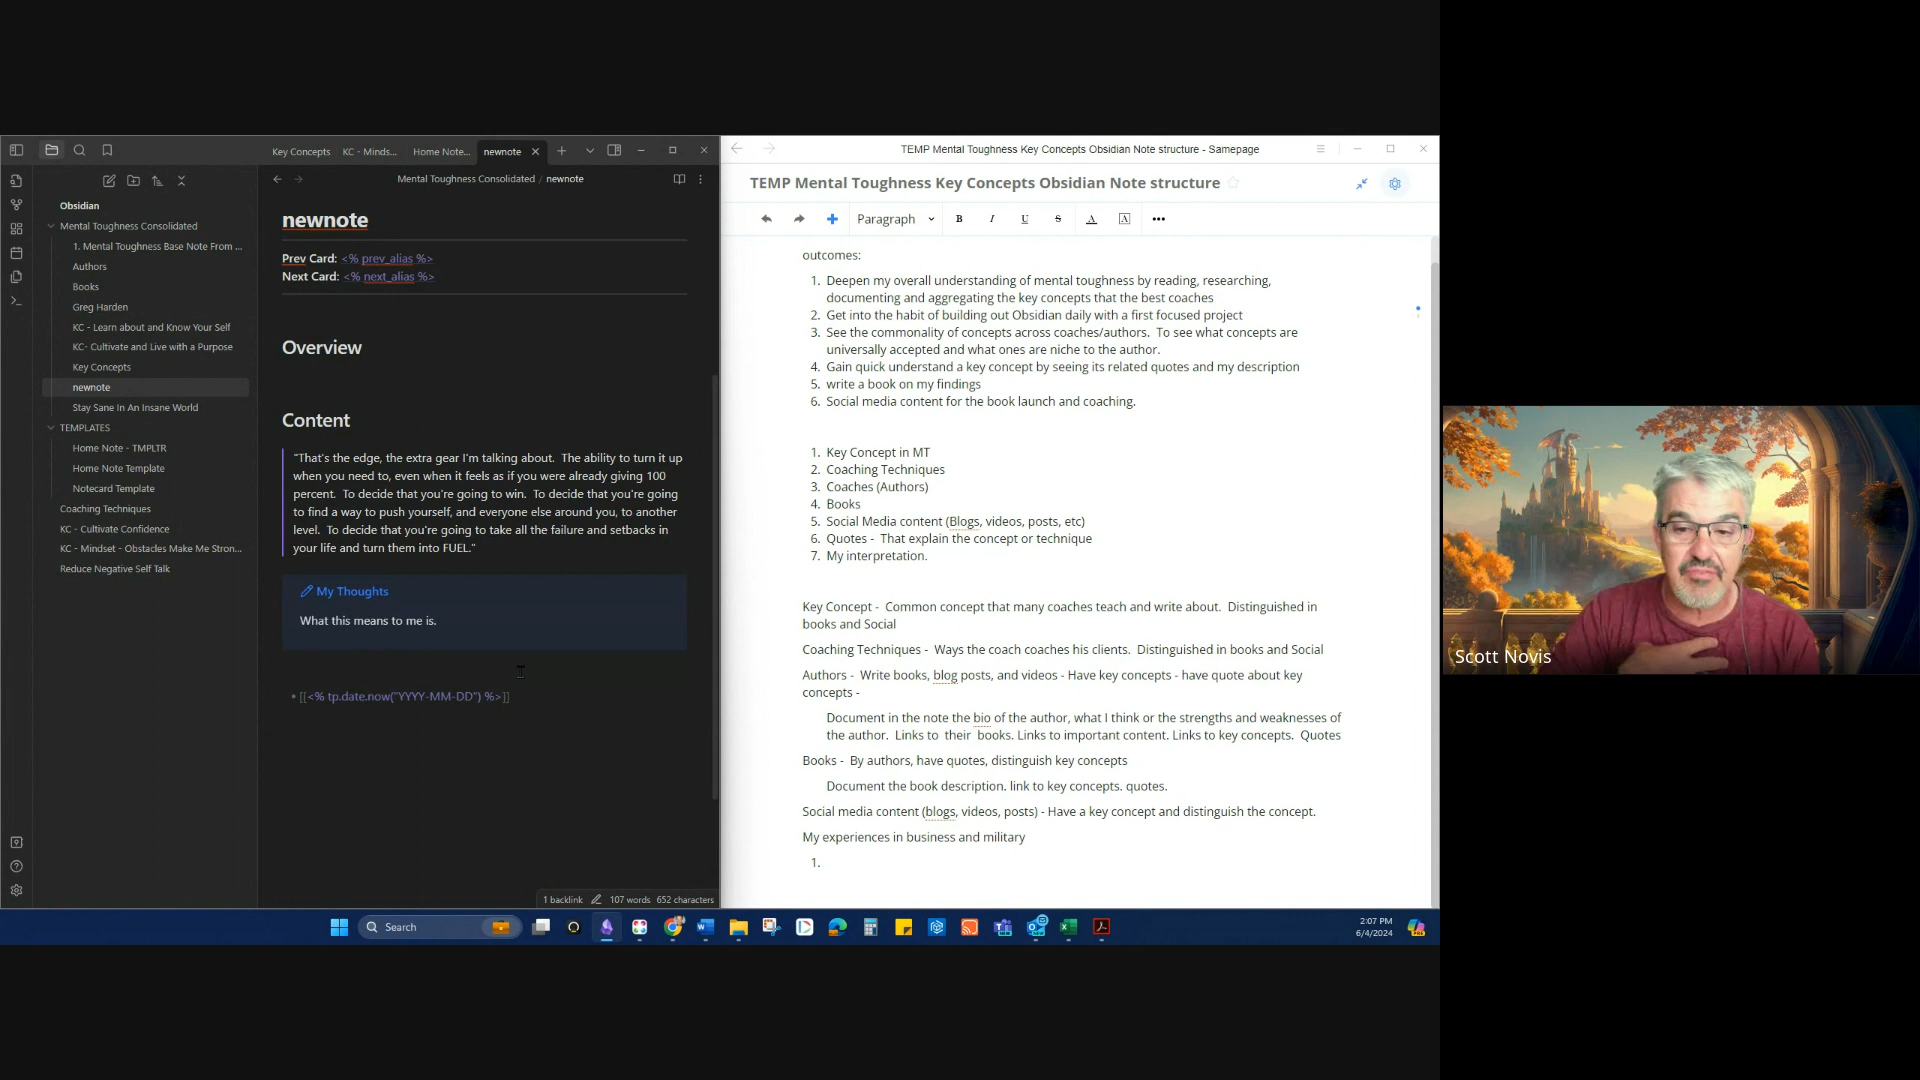 Key Concepts
KC - Minds...
Home Note...
newnote
Mental Toughness Consolidated / newnote
Obsidian
Mental Toughness Consolidated
1. Mental Toughness Base Note From ...
Authors
Books
Greg Harden
KC - Learn about and Know Your Self
KC- Cultivate and Live with a Purpose
Key Concepts
newnote
Stay Sane In An Insane World
TEMPLATES
Home Note - TMPLTR
Home Note Template
Notecard Template
Coaching Techniques
KC - Cultivate Confidence
KC - Mindset - Obstacles Make Me Stron...
Reduce Negative Self Talk
newnote
Prev Card: <% prev_alias %>
Next Card: <% next_alias %>
Overview
Content
"That's the edge, the extra gear I'm talking about. The ability to turn it up
when you need to, even when it feels as if you were already giving 100
percent. To decide that you're going to win. To decide that you're going
to find a way to push yourself, and everyone else around you, to another
level. To decide that you're going to take all the failure and setbacks in
your life and turn them into FUEL."
My Thoughts
What this means to me is.
• [[<% tp.date.now("YYYY-MM-DD") %>]]
1 backlink 107 words 652 characters
TEMP Mental Toughness Key Concepts Obsidian Note structure - Samepage
TEMP Mental Toughness Key Concepts Obsidian Note structure
Paragraph B I U S A A
outcomes:
1. Deepen my overall understanding of mental toughness by reading, researching,
documenting and aggregating the key concepts that the best coaches
2. Get into the habit of building out Obsidian daily with a first focused project
3. See the commonality of concepts across coaches/authors. To see what concepts are
universally accepted and what ones are niche to the author.
4. Gain quick understand a key concept by seeing its related quotes and my description
5. write a book on my findings
6. Social media content for the book launch and coaching.
1. Key Concept in MT
2. Coaching Techniques
3. Coaches (Authors)
4. Books
5. Social Media content (Blogs, videos, posts, etc)
6. Quotes - That explain the concept or technique
7. My interpretation.
Key Concept - Common concept that many coaches teach and write about. Distinguished in
books and Social
Coaching Techniques - Ways the coach coaches his clients. Distinguished in books and Social
Authors - Write books, blog posts, and videos - Have key concepts - have quote about key
concepts -
Document in the note the bio of the author, what I think or the strengths and weaknesses of
the author. Links to their books. Links to important content. Links to key concepts. Quotes
Books - By authors, have quotes, distinguish key concepts
Document the book description. link to key concepts. quotes.
Social media content (blogs, videos, posts) - Have a key concept and distinguish the concept.
My experiences in business and military
1.
Scott Novis
Search
2:07 PM
6/4/2024